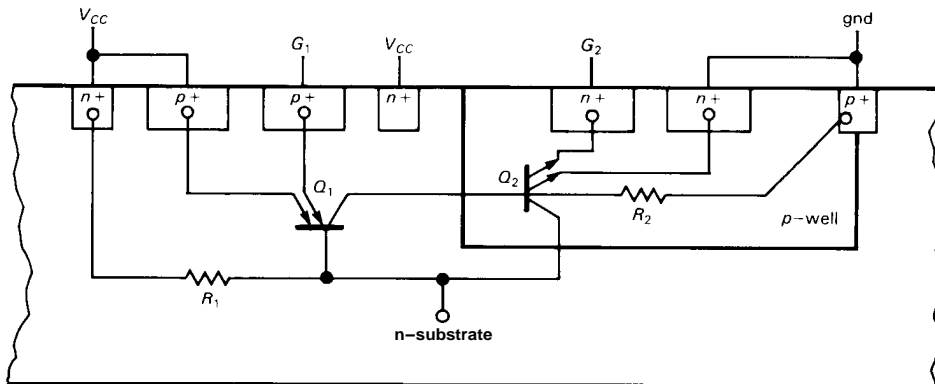 V_CC
G_1
V_CC
G_2
gnd
n+
p+
p+
n+
n+
n+
p+
Q_1
Q_2
R_2
p-well
R_1
n-substrate